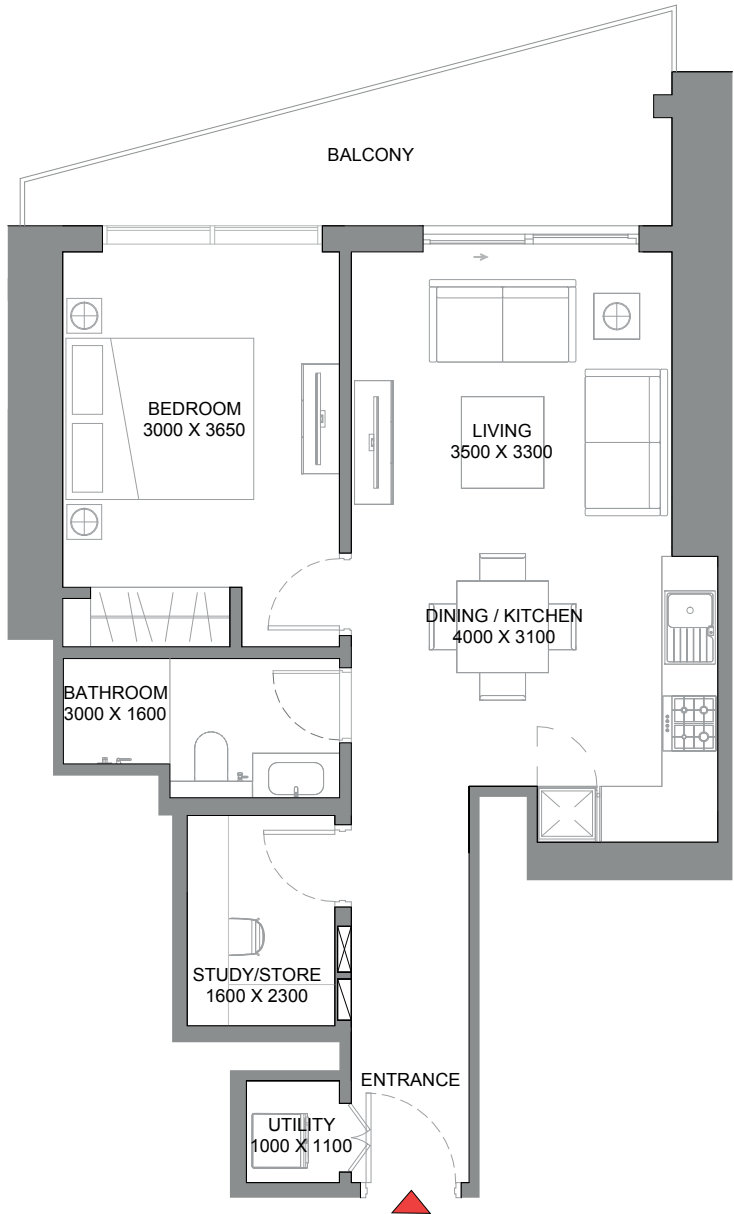 BALCONY
BEDROOM
3000 X 3650
LIVING
3500 X 3300
DINING / KITCHEN
4000 X 3100
BATHROOM
3000 X 1600
STUDY/STORE
1600 X 2300
ENTRANCE
UTILITY
1000 X 1100